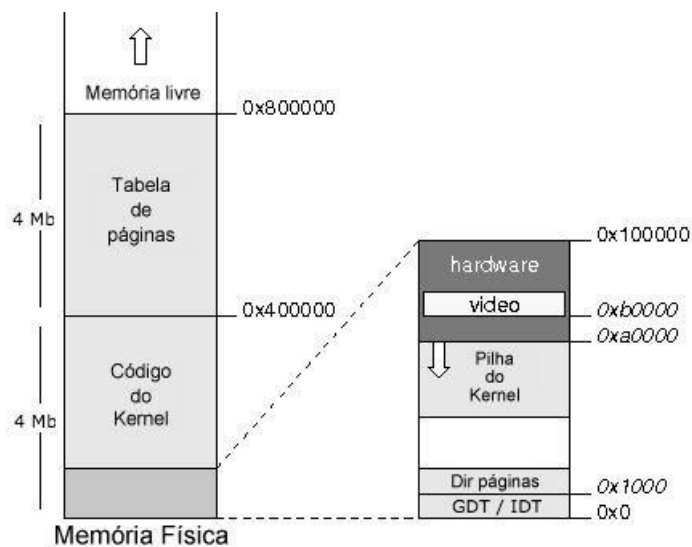 Memória livre
0x800000
Tabela
de
páginas
4 Mb
0x400000
Código
do
Kernel
4 Mb
Memória Física
0x100000
hardware
video
0xb0000
0xa0000
Pilha
do
Kernel
Dir páginas
0x1000
GDT / IDT
0x0